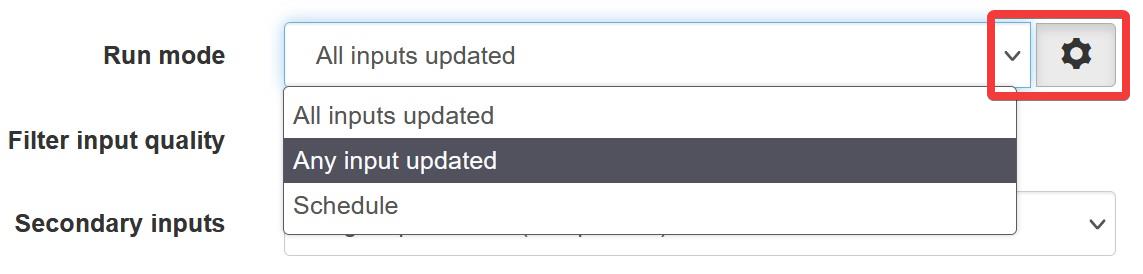 Run mode
All inputs updated
All inputs updated
Filter input quality
Any input updated
Schedule
Secondary inputs